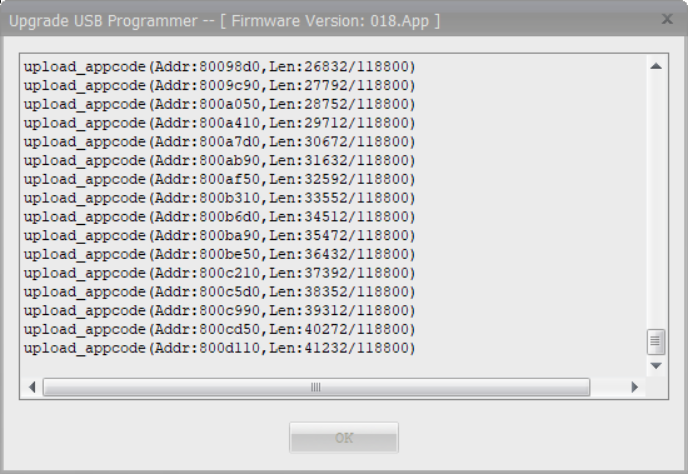 Upgrade USB Programmer -- [ Firmware Version: 018.App ]
upload_appcode(Addr:80098d0,Len:26832/118800)
upload_appcode(Addr:8009c90,Len:27792/118800)
upload_appcode(Addr:800a050,Len:28752/118800)
upload_appcode(Addr:800a410,Len:29712/118800)
upload_appcode(Addr:800a7d0,Len:30672/118800)
upload_appcode(Addr:800ab90,Len:31632/118800)
upload_appcode(Addr:800af50,Len:32592/118800)
upload_appcode(Addr:800b310,Len:33552/118800)
upload_appcode(Addr:800b6d0,Len:34512/118800)
upload_appcode(Addr:800ba90,Len:35472/118800)
upload_appcode(Addr:800be50,Len:36432/118800)
upload_appcode(Addr:800c210,Len:37392/118800)
upload_appcode(Addr:800c5d0,Len:38352/118800)
upload_appcode(Addr:800c990,Len:39312/118800)
upload_appcode(Addr:800cd50,Len:40272/118800)
upload_appcode(Addr:800d110,Len:41232/118800)
OK